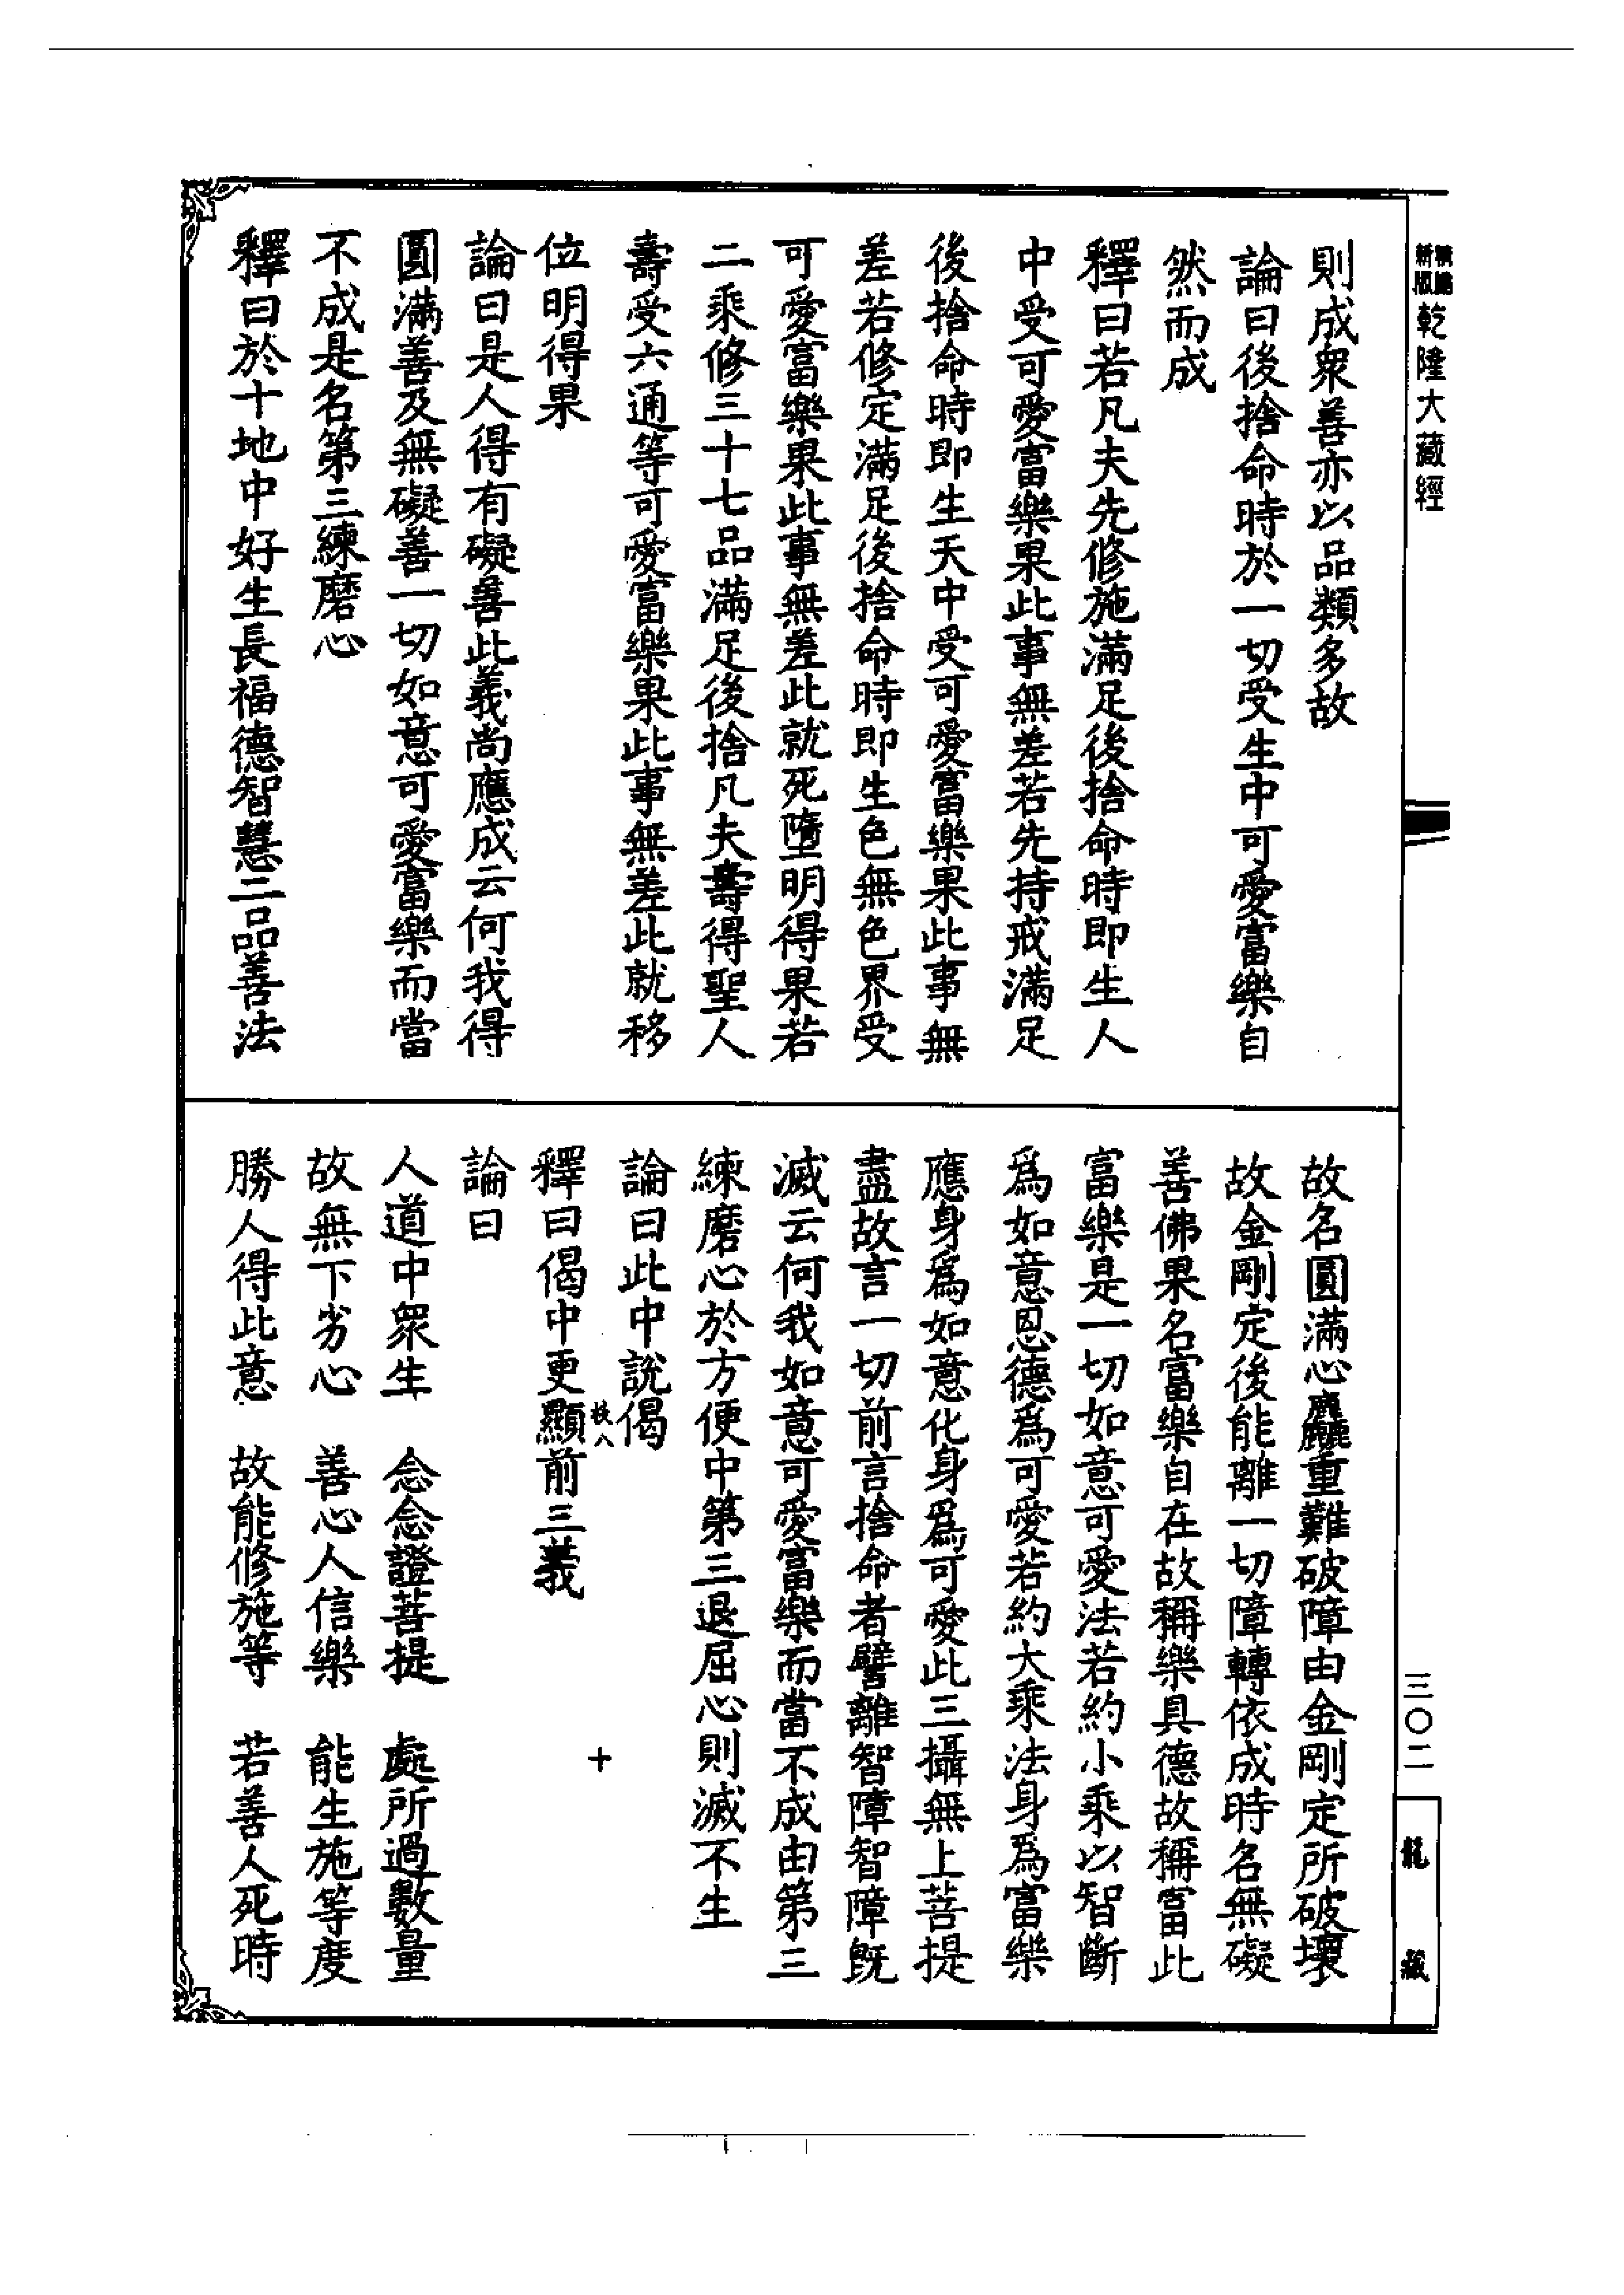 新版
乾隆大藏經
則成衆善亦以品類多故
論曰後捨命時於一切受生中可愛富樂自
然而成
釋曰若凡夫先修施滿足後捨命時即生人
中受可愛富樂果此事無差若先持戒滿足
後捨命時即生天中受可愛富樂果此事無
差若修定滿足後捨命時即生色無色界受
可愛富樂果此事無差此就死墮明得果若
二乘修三十七品滿足後捨凡夫壽得聖人
壽受六通等可愛富樂果此事無差此就移
位明得果
論曰是人得有礙善此義尚應成云何我得
圓滿善及無礙善一切如意可愛富樂而當
不成是名第三練磨心
釋曰於十地中好生長福德智慧二品善法
故名圓滿心麤重難破障由金剛定所破壞
故金剛定後能離一切障轉依成時名無礙
善佛果名富樂自在故稱樂具德故稱富此
富樂是一切如意可愛法若約小乘以智斷
爲如意恩德爲可愛若約大乘法身爲富樂
應身爲如意化身爲可愛此三攝無上菩提
盡故言一切前言捨命者譬離智障智障旣
滅云何我如意可愛富樂而當不成由第三
練磨心於方便中第三退屈心則滅不生
論曰此中說偈
枝八
十
釋曰偈中更顯前三義
論曰
人道中衆生　念念證菩提　處所過數量
故無下劣心　善心人信樂　能生施等度
勝人得此意　故能修施等　若善人死時
三〇二
龍藏